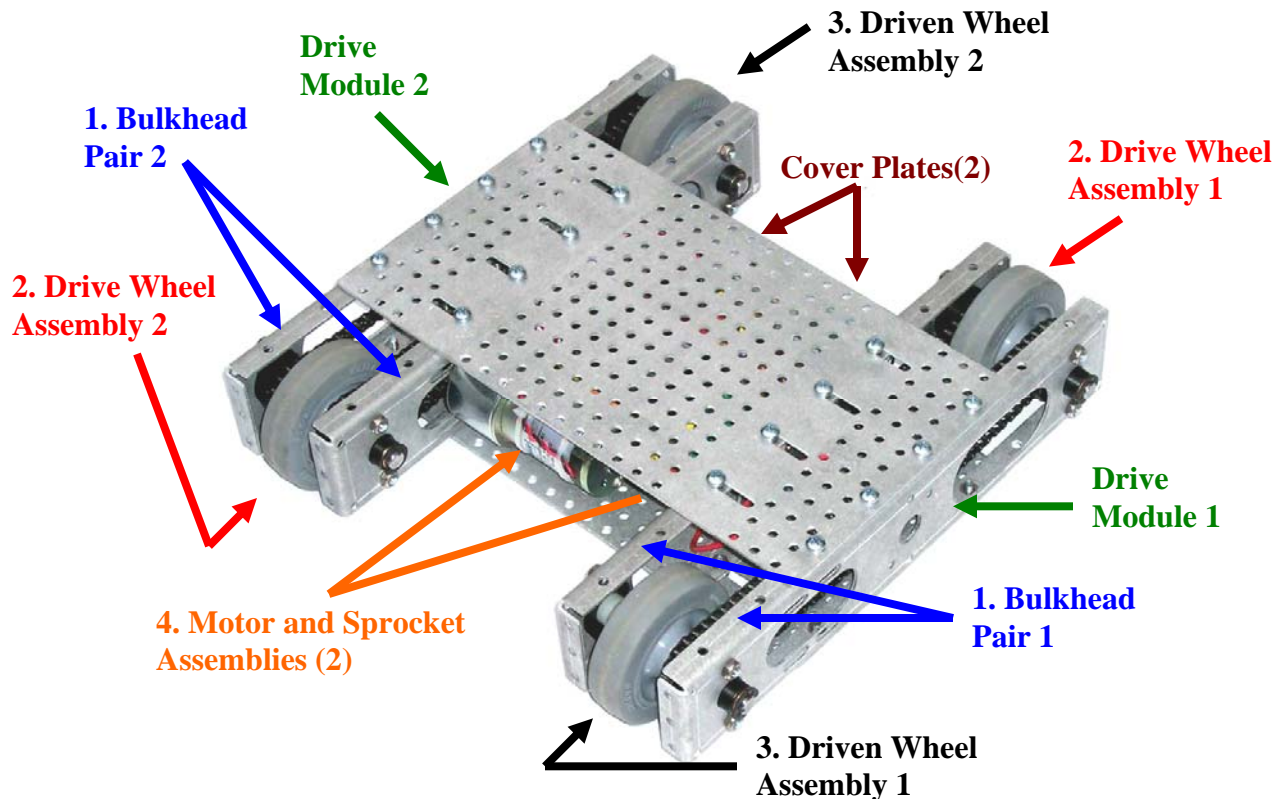 3. Driven Wheel
Assembly 2
Drive
Module 2
1. Bulkhead
Pair 2
Cover Plates(2)
2. Drive Wheel
Assembly 1
2. Drive Wheel
Assembly 2
Drive
Module 1
4. Motor and Sprocket
Assemblies (2)
1. Bulkhead
Pair 1
3. Driven Wheel
Assembly 1